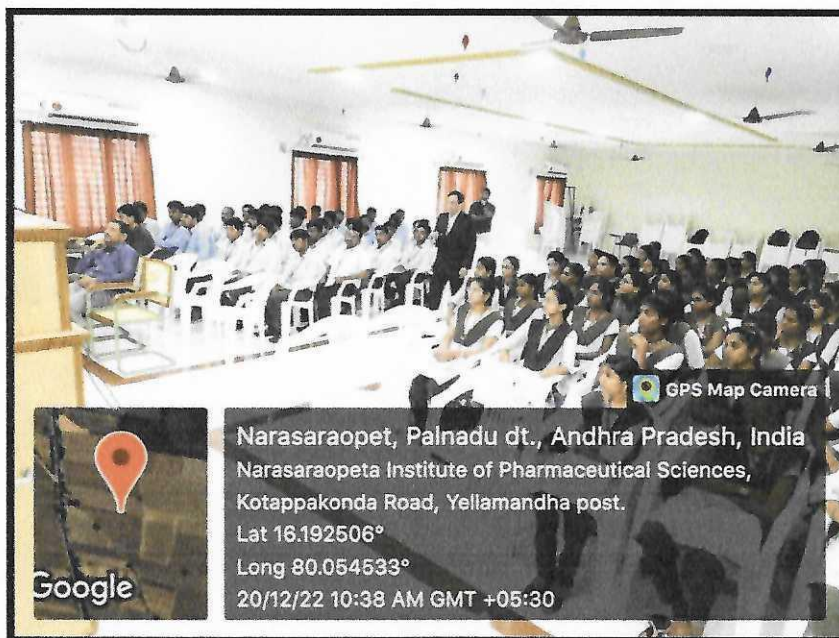 GPS Map Camera
Narasaraopet, Palnadu dt., Andhra Pradesh, India
Narasaraopeta Institute of Pharmaceutical Sciences,
Kotappakonda Road, Yellamandha post.
Lat 16.192506°
Long 80.054533°
20/12/22 10:38 AM GMT +05:30
Google